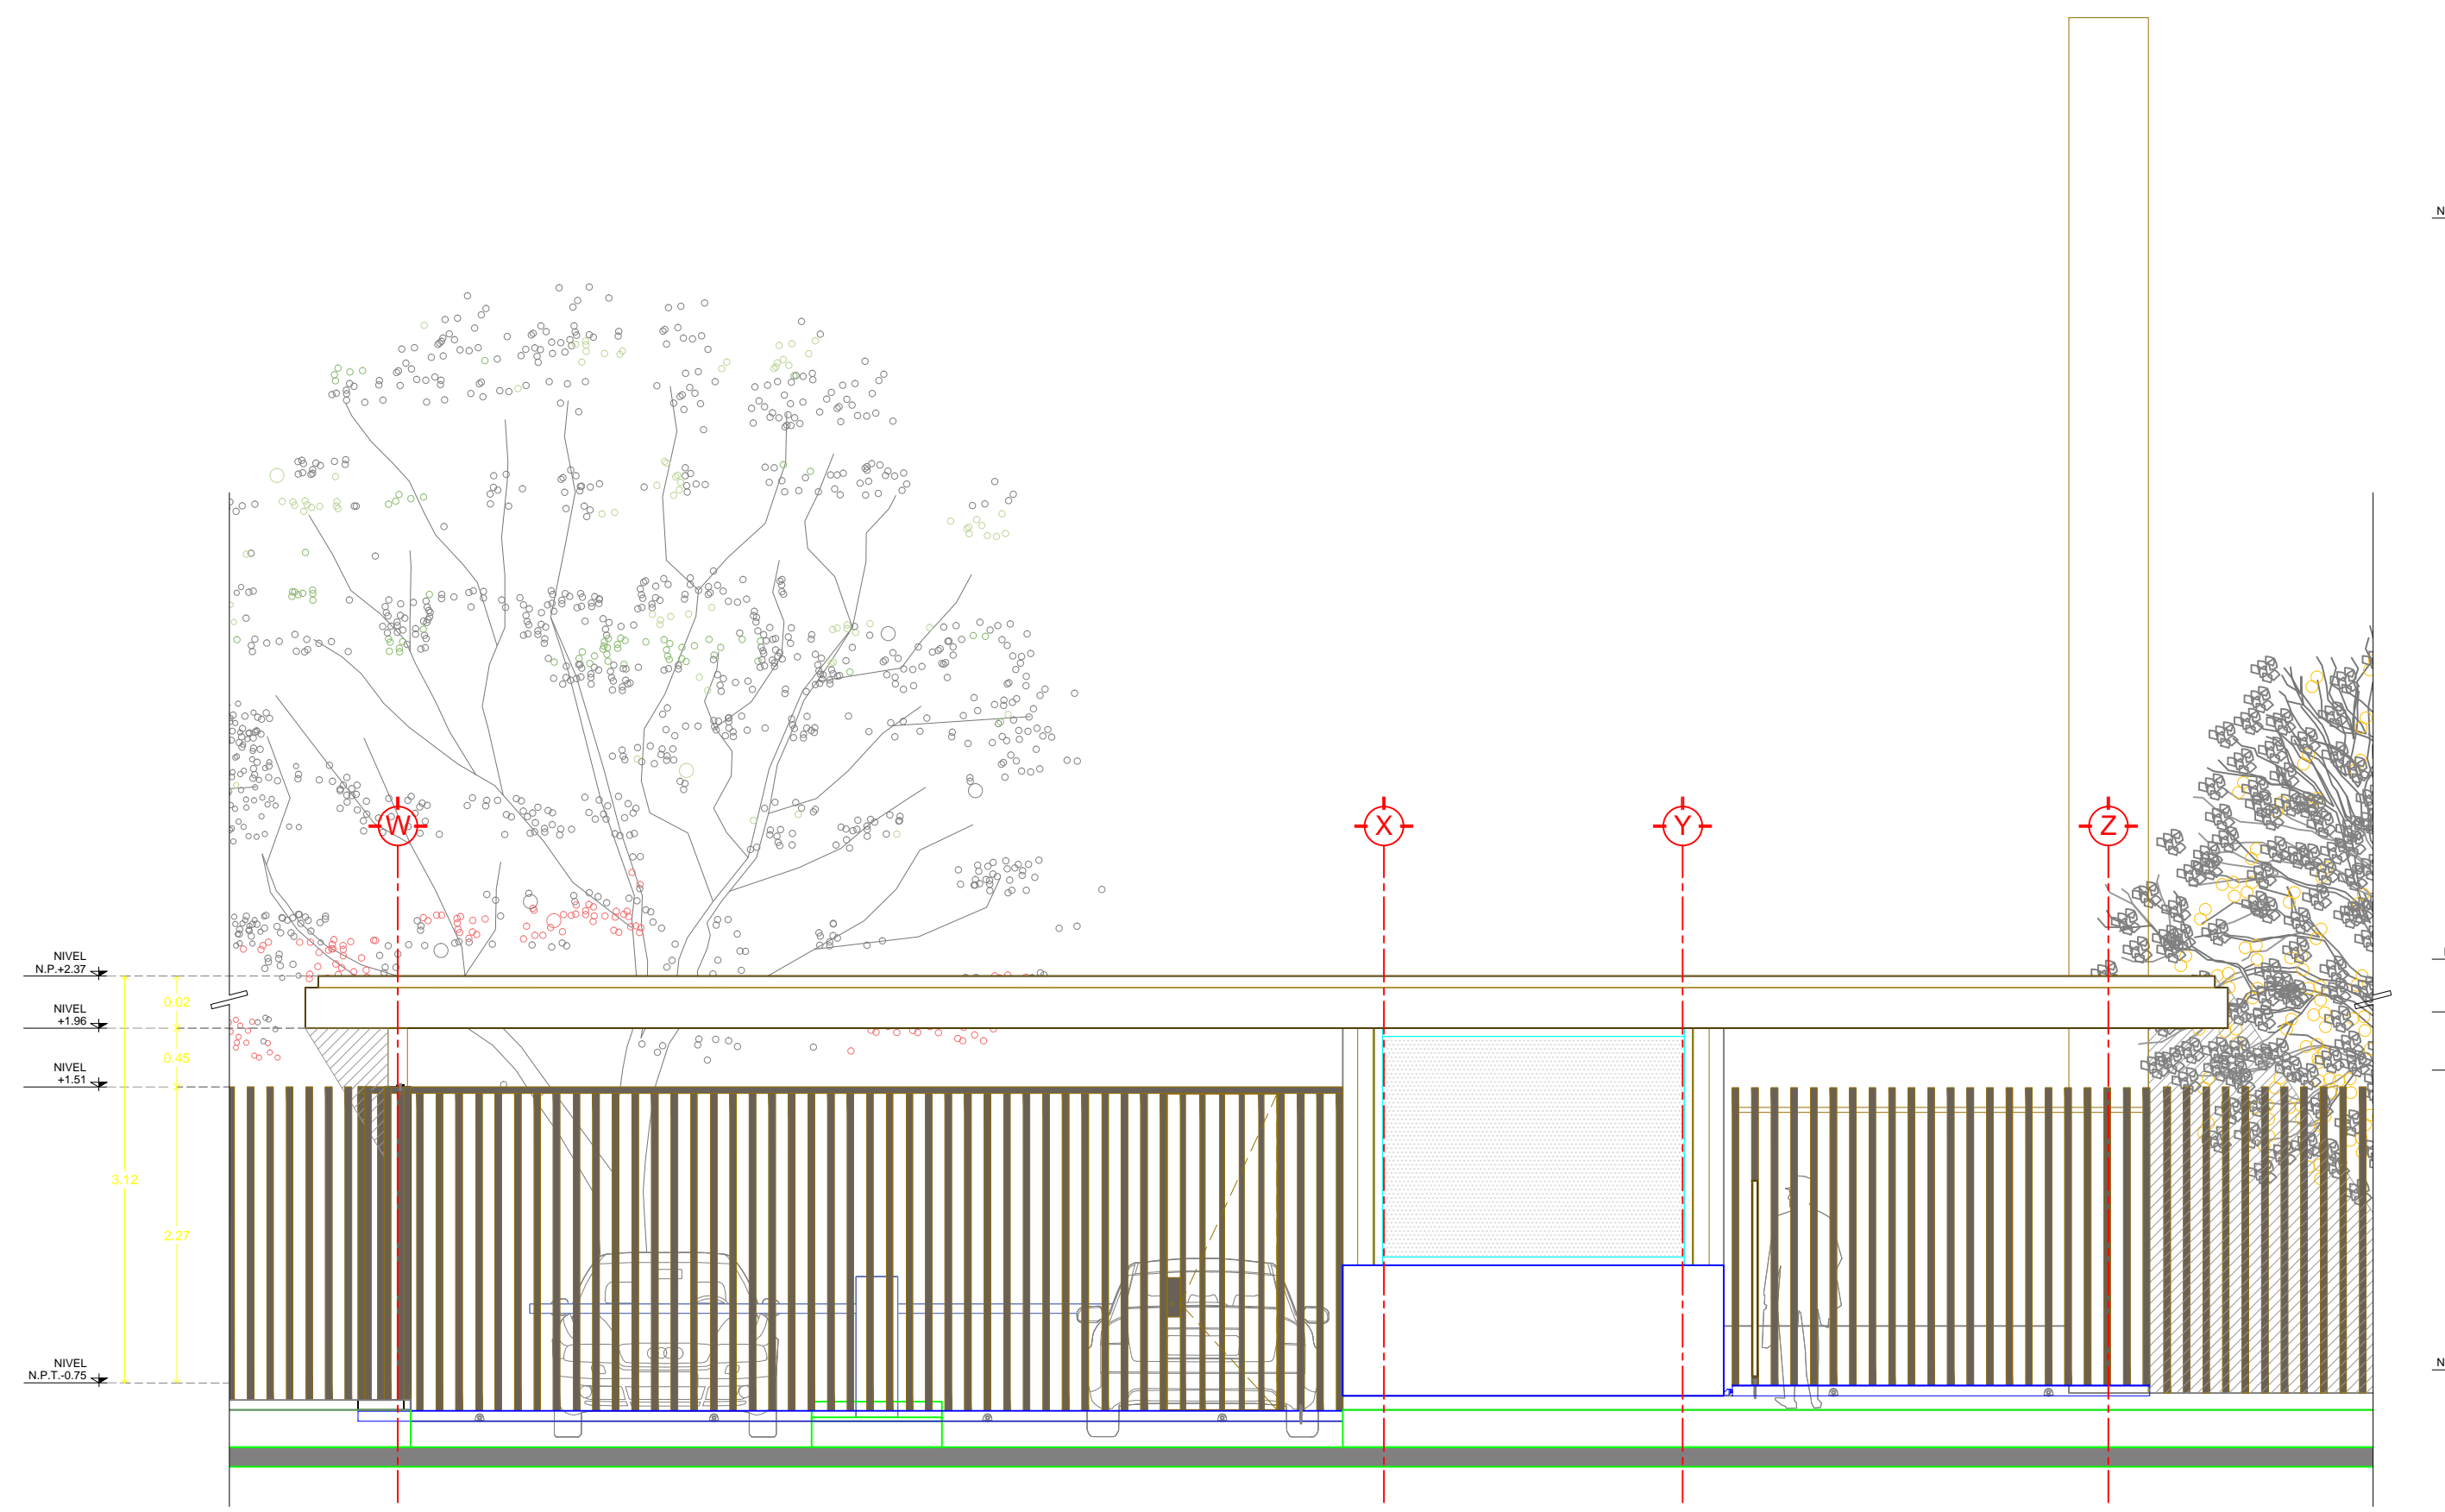 N
W
X
Y
Z
NIVEL
N.P.+2.37
0.02
NIVEL
+1.96
0.45
NIVEL
+1.51
3.12
2.27
NIVEL
N.P.T.-0.75
N